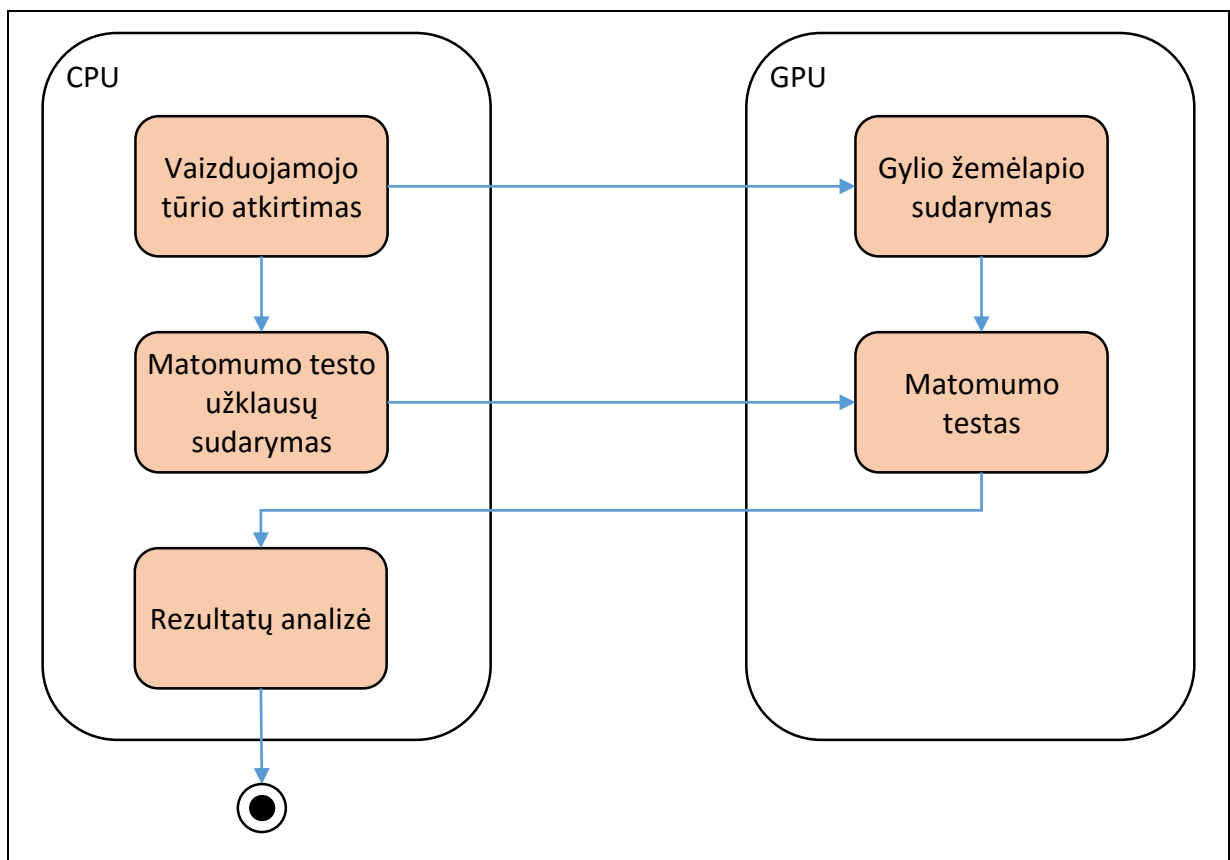 CPU
GPU
Vaizduojamojo
tūrio atkirtimas
Gylio žemėlapio
sudarymas
Matomumo testo
užklausų
sudarymas
Matomumo
testas
Rezultatų analizė